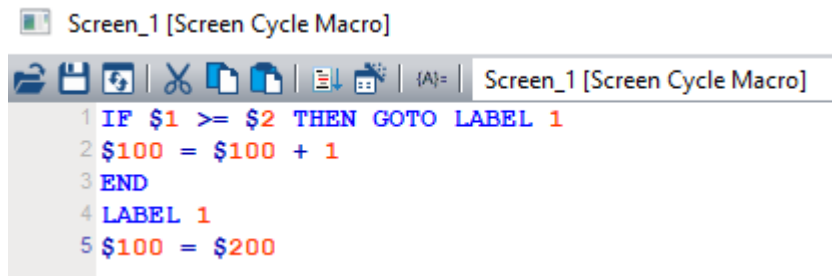 Screen_1 [Screen Cycle Macro]
{A}= Screen_1 [Screen Cycle Macro]
1 IF $1 >= $2 THEN GOTO LABEL 1
2 $100 = $100 + 1
3 END
4 LABEL 1
5 $100 = $200